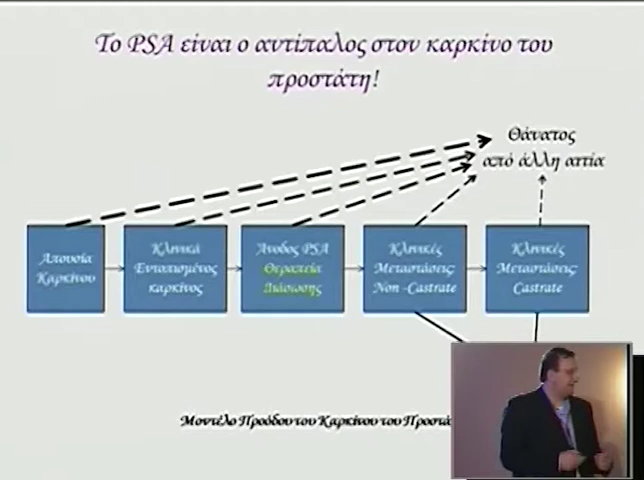 Το PSA είναι ο αντίπαλος στον καρκίνο του
προστάτη!
Θάνατος
από άλλη αιτία
Απουσία
Καρκίνου
Κλινικά
Εντοπισμένος
καρκίνος
Άνοδος PSA
Θεραπεία
Διάσωσης
Κλινικές
Μεταστάσεις:
Non -Castrate
Κλινικές
Μεταστάσεις:
Castrate
Μοντέλο Προόδου του Καρκίνου του